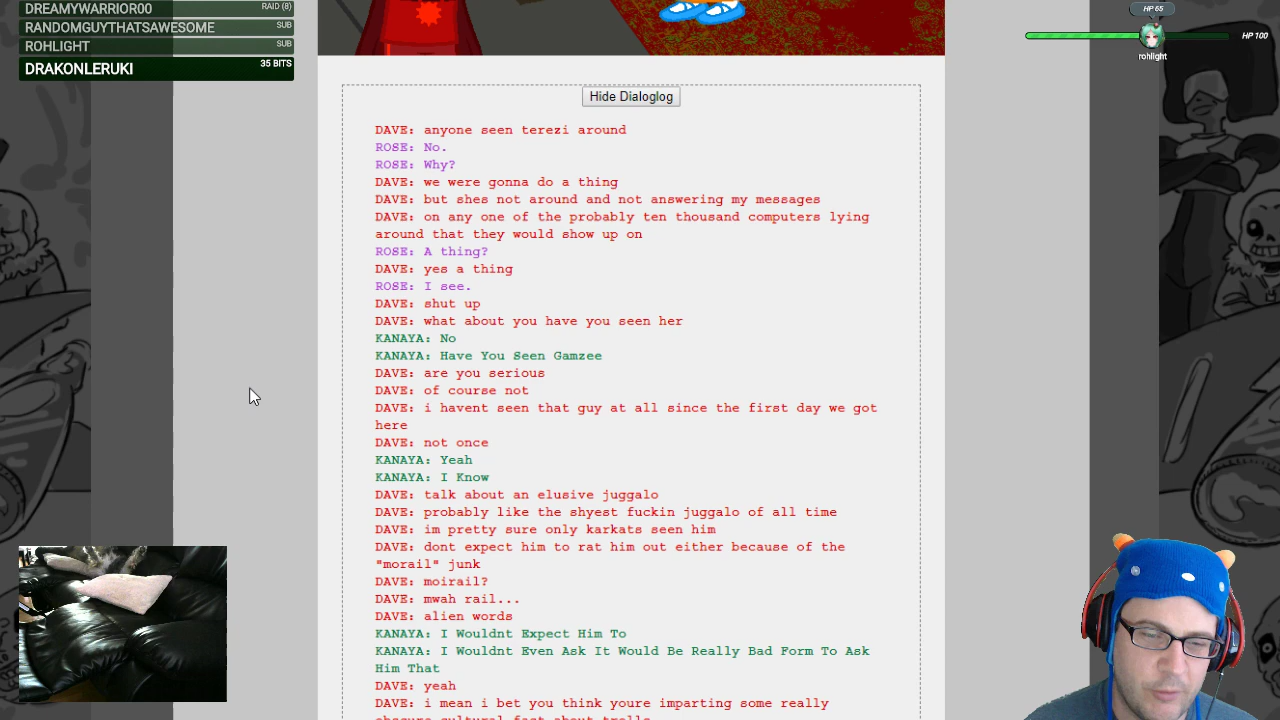 DREAMYWARRIOR00 RAID (8)
RANDOMGUYTHATSAWESOME SUB
ROHLIGHT SUB
DRAKONLERUKI 35 BITS
HP 65
HP 100
rohlight
Hide Dialoglog
DAVE: anyone seen terezi around
ROSE: No.
ROSE: Why?
DAVE: we were gonna do a thing
DAVE: but shes not around and not answering my messages
DAVE: on any one of the probably ten thousand computers lying
around that they would show up on
ROSE: A thing?
DAVE: yes a thing
ROSE: I see.
DAVE: shut up
DAVE: what about you have you seen her
KANAYA: No
KANAYA: Have You Seen Gamzee
DAVE: are you serious
DAVE: of course not
DAVE: i havent seen that guy at all since the first day we got
here
DAVE: not once
KANAYA: Yeah
KANAYA: I Know
DAVE: talk about an elusive juggalo
DAVE: probably like the shyest fuckin juggalo of all time
DAVE: im pretty sure only karkats seen him
DAVE: dont expect him to rat him out either because of the
"morail" junk
DAVE: moirail?
DAVE: mwah rail...
DAVE: alien words
KANAYA: I Wouldnt Expect Him To
KANAYA: I Wouldnt Even Ask It Would Be Really Bad Form To Ask
Him That
DAVE: yeah
DAVE: i mean i bet you think youre imparting some really
obscure cultural fact about trolls